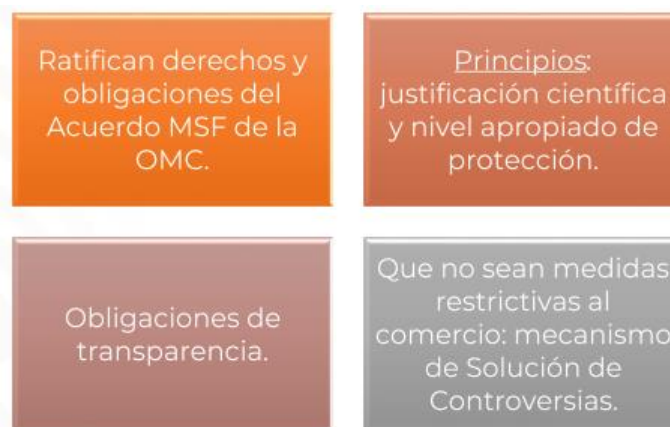 Ratifican derechos y
obligaciones del
Acuerdo MSF de la
OMC.
Principios:
justificación científica
y nivel apropiado de
protección.
Obligaciones de
transparencia.
Que no sean medidas
restrictivas al
comercio: mecanismo
de Solución de
Controversias.